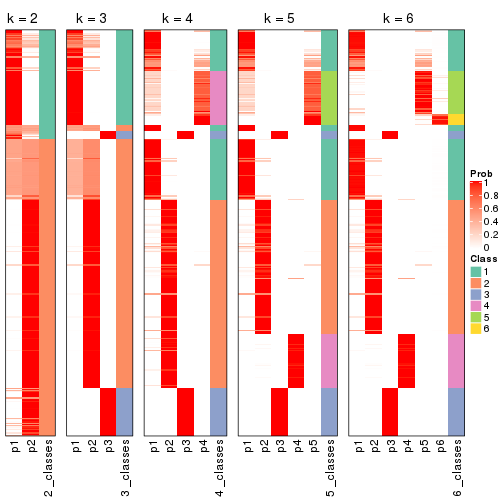 k = 2
k = 3
k = 4
k = 5
k = 6
Prob
1
0.8
0.6
0.4
0.2
0
Class
1
2
3
4
5
6
p1
p2
2_classes
p1
p2
p3
3_classes
p1
p2
p3
p4
4_classes
p1
p2
p3
p4
p5
5_classes
p1
p2
p3
p4
p5
p6
6_classes